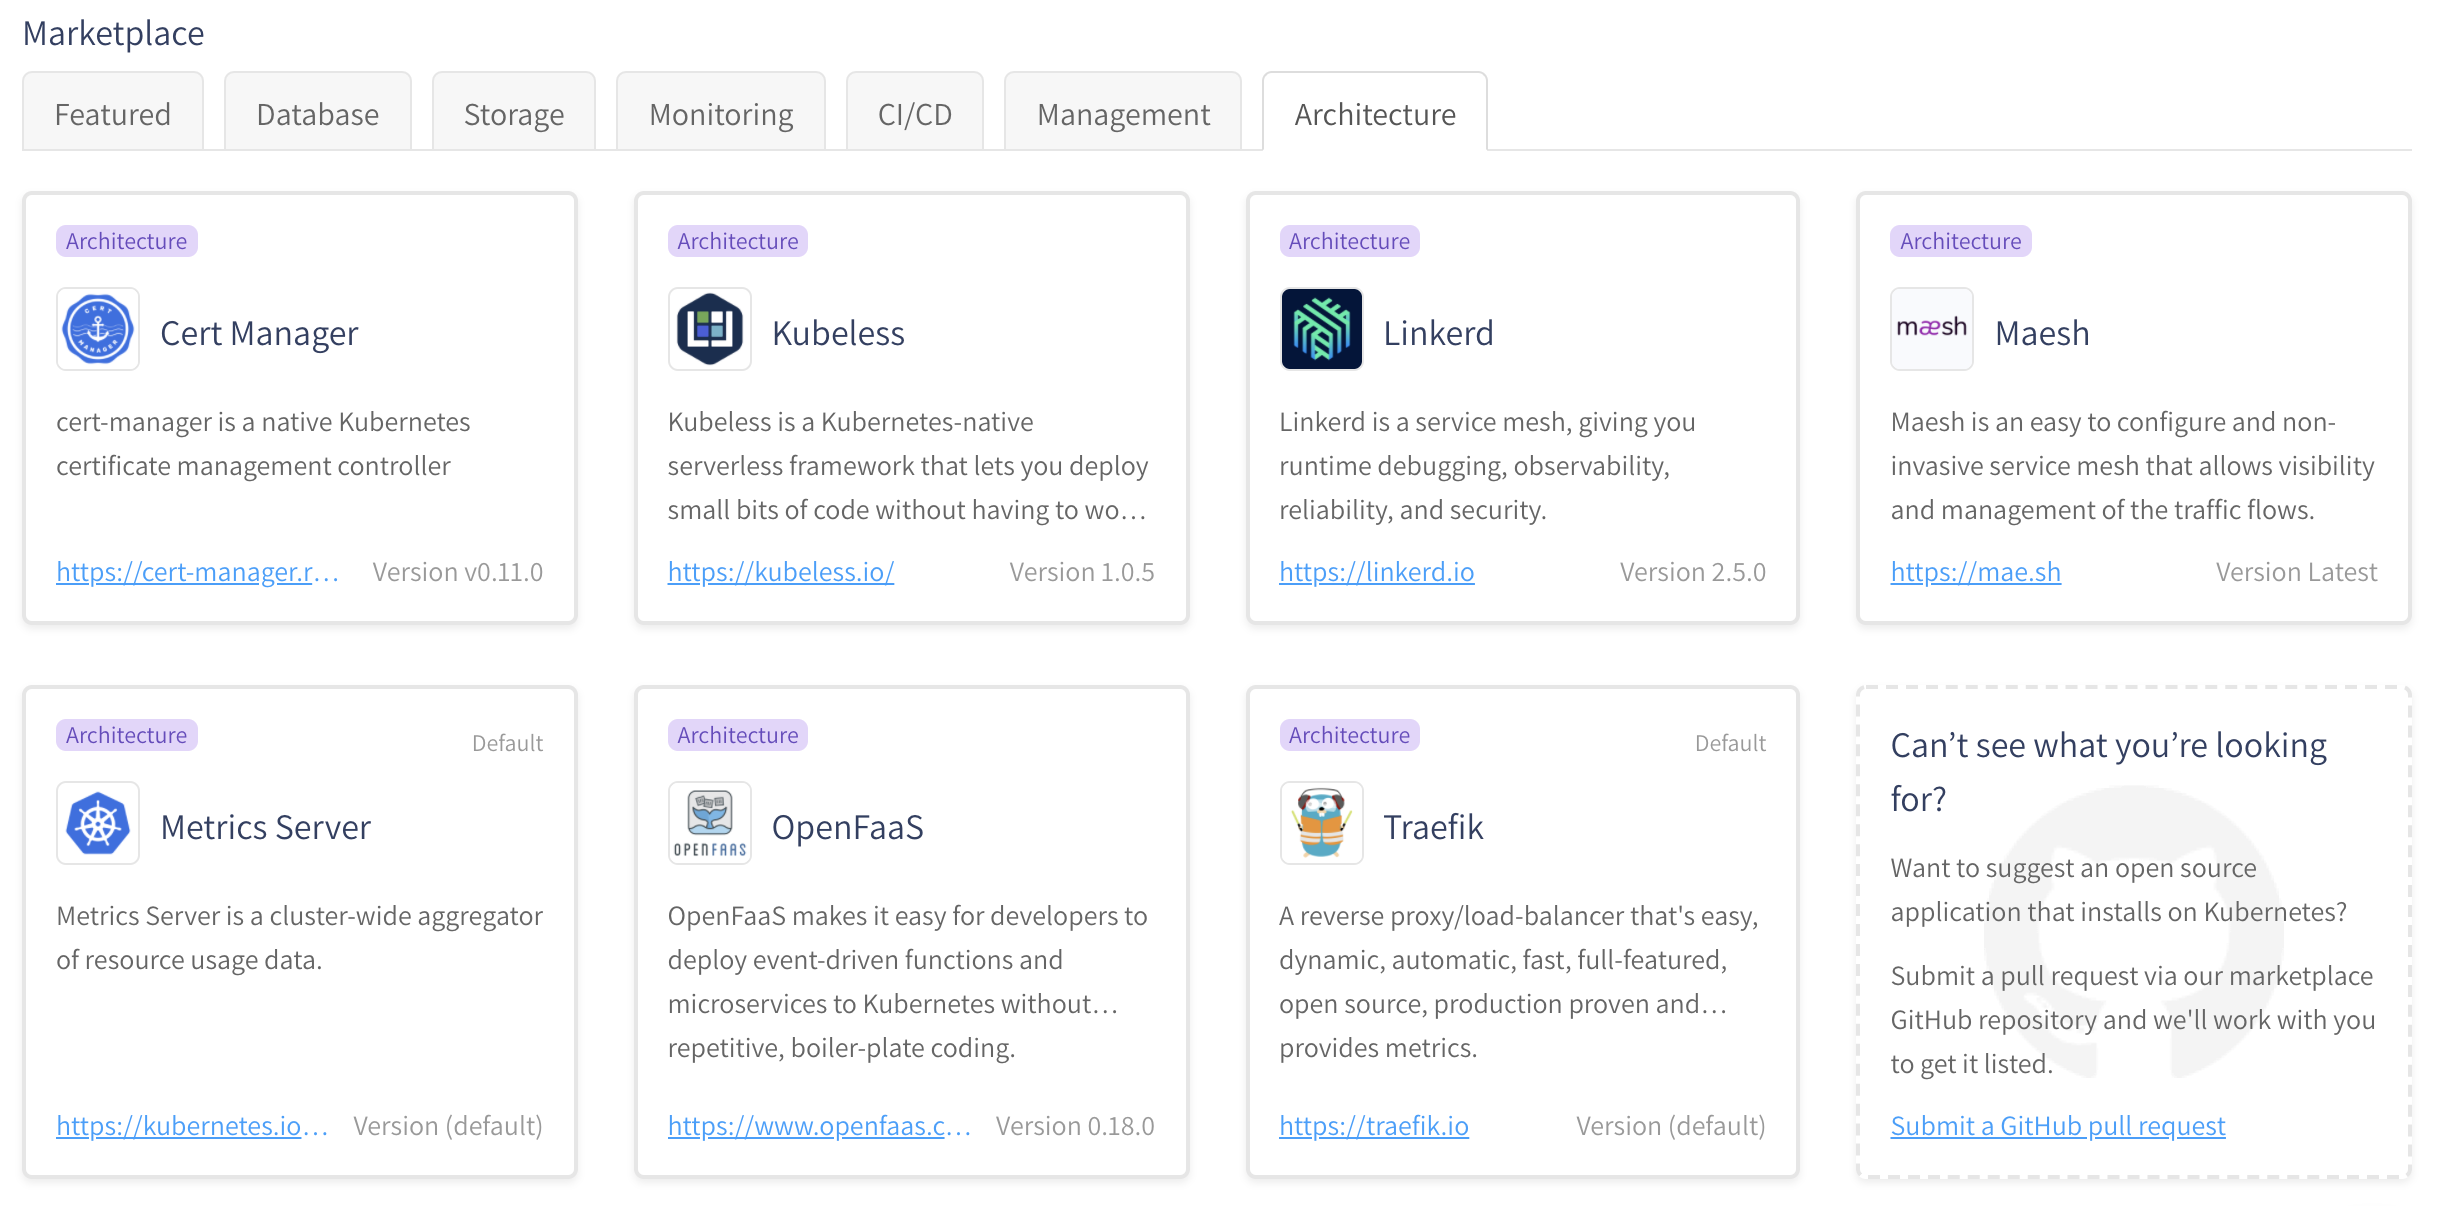 Marketplace
Featured
Database
Storage
Monitoring
CI/CD
Management
Architecture
Architecture
CERT MANAGER
Cert Manager
cert-manager is a native Kubernetes
certificate management controller
https://cert-manager.r…
Version v0.11.0
Architecture
Kubeless
Kubeless is a Kubernetes-native
serverless framework that lets you deploy
small bits of code without having to wo…
https://kubeless.io/
Version 1.0.5
Architecture
Linkerd
Linkerd is a service mesh, giving you
runtime debugging, observability,
reliability, and security.
https://linkerd.io
Version 2.5.0
Architecture
mæsh
Maesh
Maesh is an easy to configure and non-
invasive service mesh that allows visibility
and management of the traffic flows.
https://mae.sh
Version Latest
Architecture
Default
Metrics Server
Metrics Server is a cluster-wide aggregator
of resource usage data.
https://kubernetes.io…
Version (default)
Architecture
OPENFAAS
OpenFaaS
OpenFaaS makes it easy for developers to
deploy event-driven functions and
microservices to Kubernetes without…
repetitive, boiler-plate coding.
https://www.openfaas.c…
Version 0.18.0
Architecture
Default
Traefik
A reverse proxy/load-balancer that's easy,
dynamic, automatic, fast, full-featured,
open source, production proven and…
provides metrics.
https://traefik.io
Version (default)
Can’t see what you’re looking
for?
Want to suggest an open source
application that installs on Kubernetes?
Submit a pull request via our marketplace
GitHub repository and we'll work with you
to get it listed.
Submit a GitHub pull request